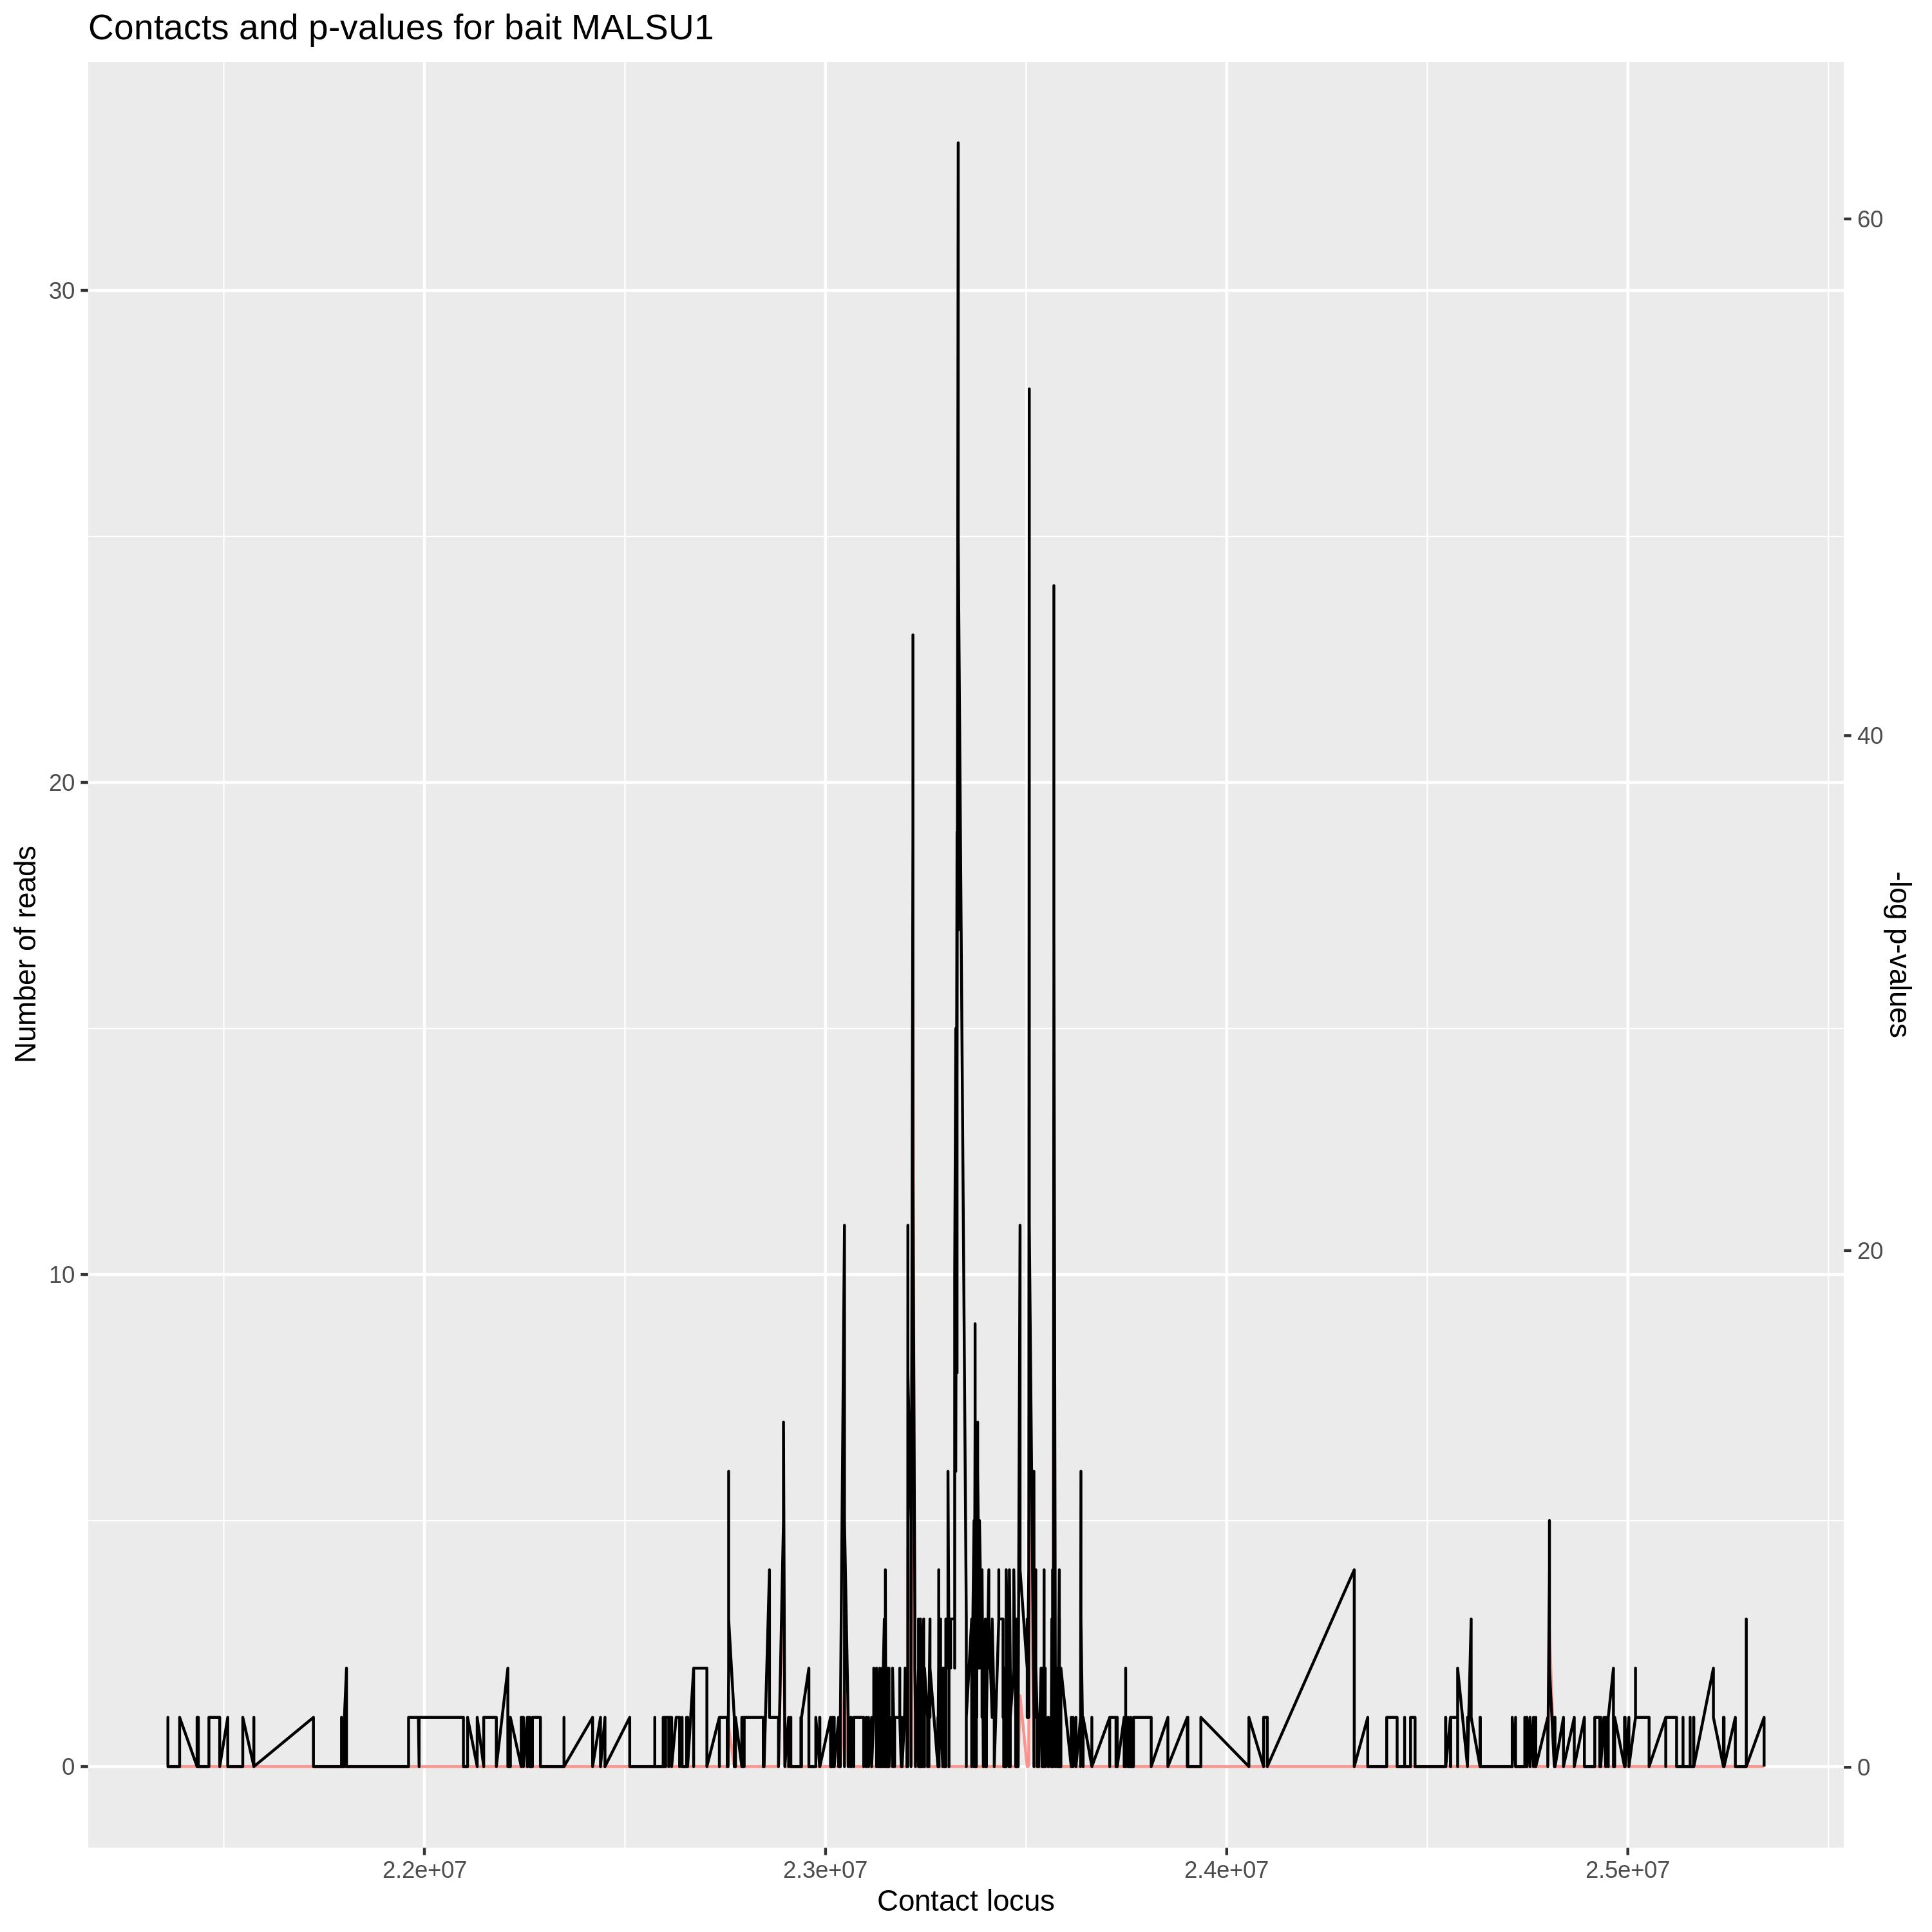 Contacts and p-values for bait MALSU1
60
30
40
20
Number of reads
-log p-values
20
10
0
0
2.2e+07
2.3e+07
2.4e+07
2.5e+07
Contact locus